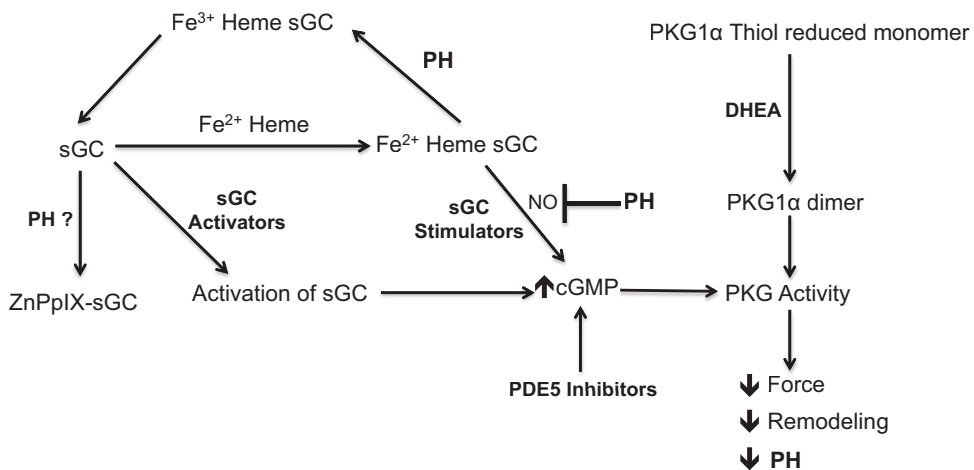 Fe³⁺ Heme sGC
PKG1α Thiol reduced monomer
PH
DHEA
Fe²⁺ Heme
sGC
Fe²⁺ Heme sGC
PH ?
sGC
Activators
sGC
Stimulators
NO
PH
PKG1α dimer
ZnPpIX-sGC
Activation of sGC
cGMP
PKG Activity
PDE5 Inhibitors
Force
Remodeling
PH